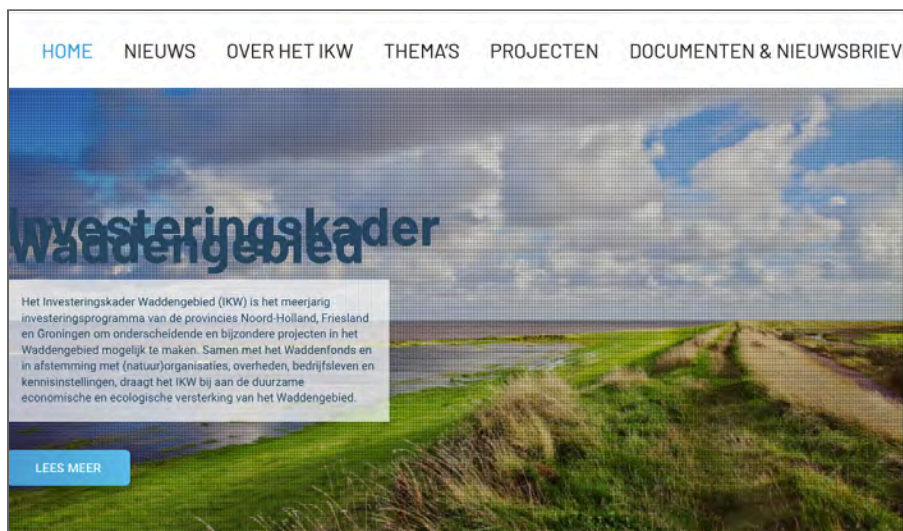 HOME NIEUWS OVER HET IKW THEMA'S PROJECTEN DOCUMENTEN & NIEUWSBRIEV
Investeringskader
Waddengebied
Het Investeringskader Waddengebied (IKW) is het meerjarig
investeringsprogramma van de provincies Noord-Holland, Friesland
en Groningen om onderscheidende en bijzondere projecten in het
Waddengebied mogelijk te maken. Samen met het Waddenfonds en
in afstemming met (natuur)organisaties, overheden, bedrijfsleven en
kennisinstellingen, draagt het IKW bij aan de duurzame
economische en ecologische versterking van het Waddengebied.
LEES MEER